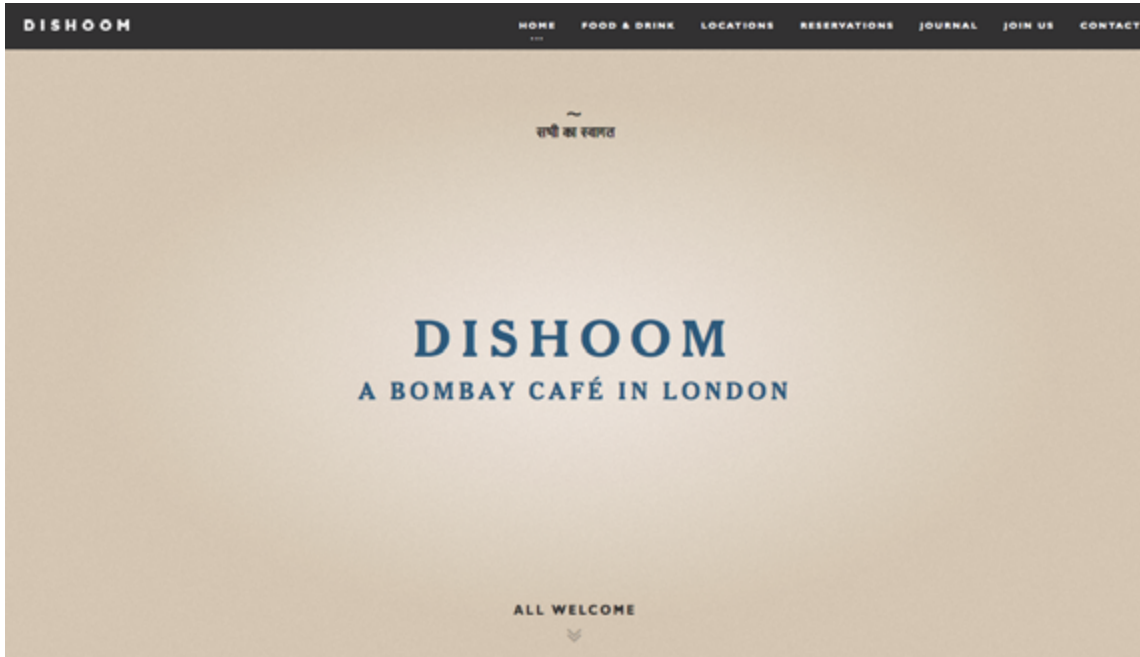 DISHOOM
HOME FOOD & DRINK LOCATIONS RESERVATIONS JOURNAL JOIN US CONTACT
~
सभी का स्वागत
DISHOOM
A BOMBAY CAFÉ IN LONDON
ALL WELCOME